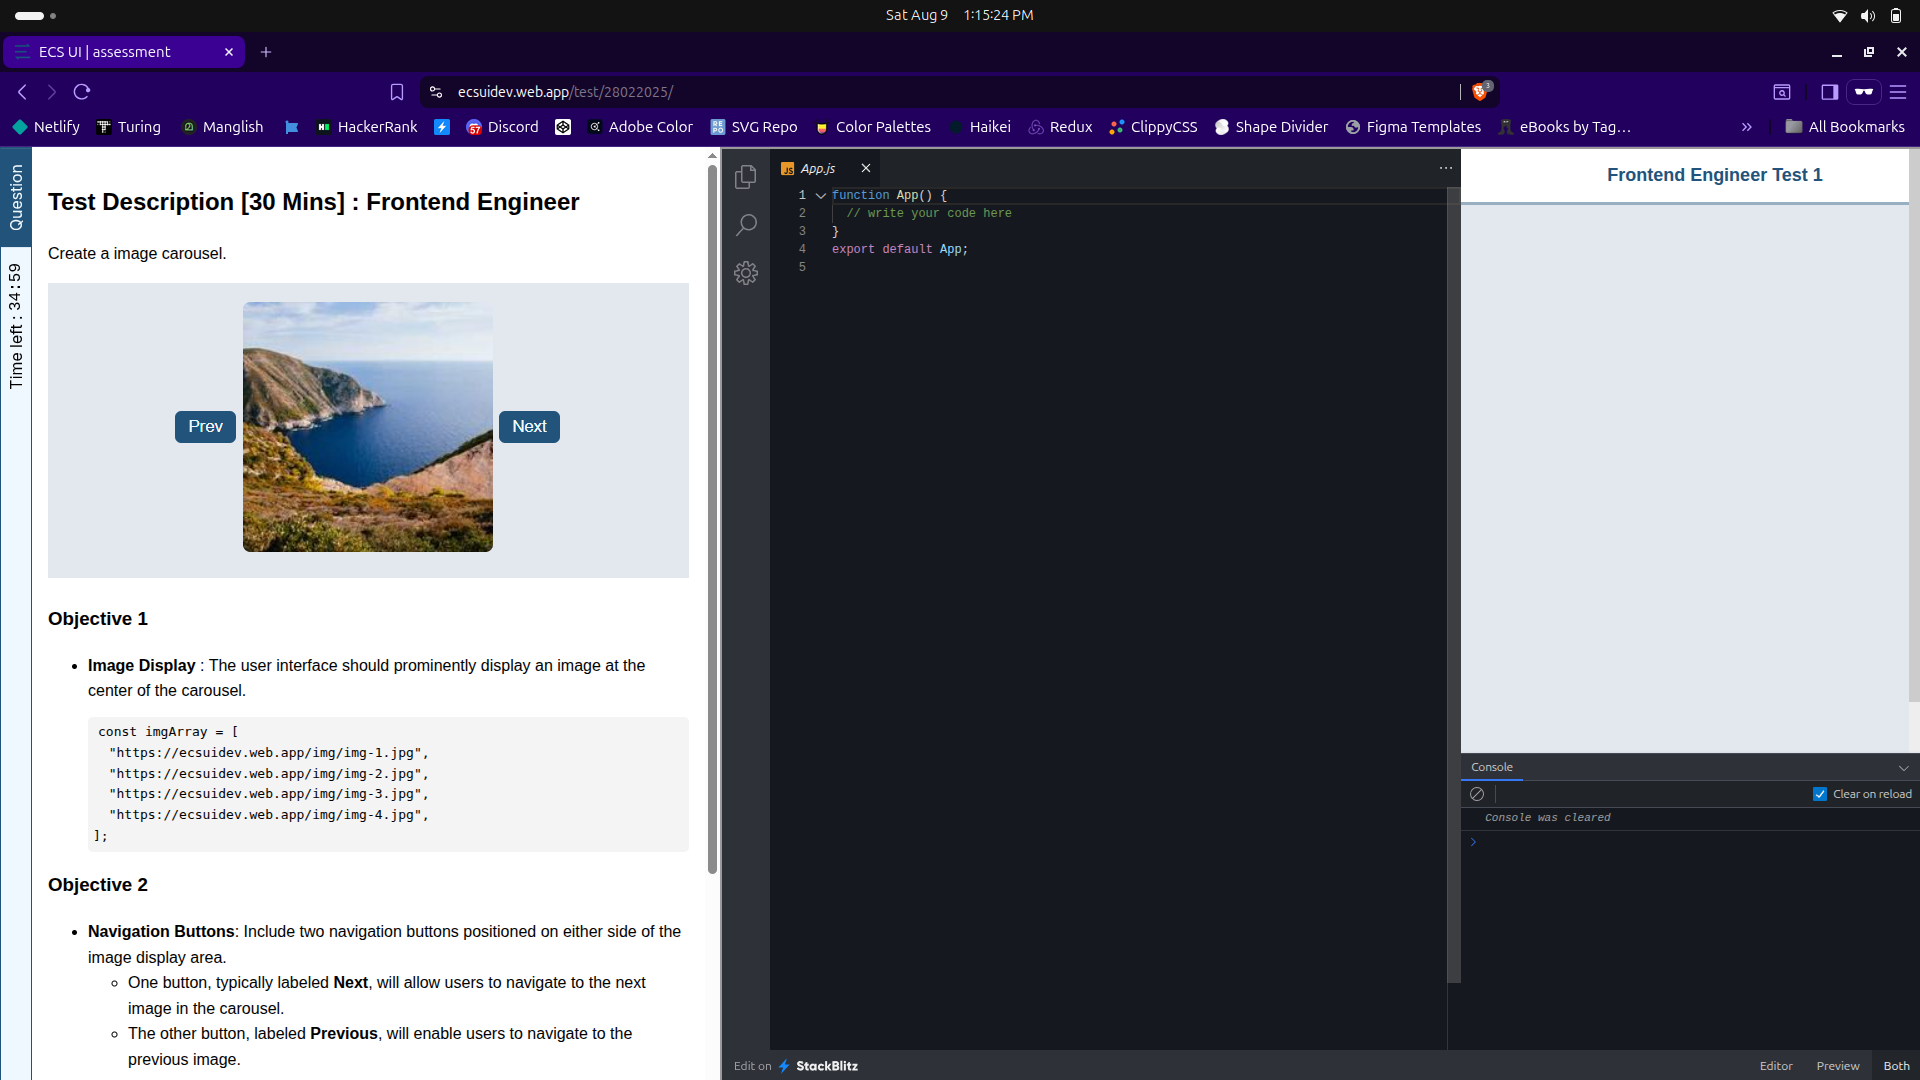 Sat Aug 9 1:15:24 PM
ECS UI | assessment
ecsuidev.web.app/test/28022025/
3
Netlify
Turing
Manglish
HackerRank
Discord
Adobe Color
SVG Repo
Color Palettes
Haikei
Redux
ClippyCSS
Shape Divider
Figma Templates
eBooks by Tag…
All Bookmarks
Question
Time left : 34:59
Test Description [30 Mins] : Frontend Engineer
Create a image carousel.
Prev
Next
Objective 1
Image Display : The user interface should prominently display an image at the
center of the carousel.
const imgArray = [
"https://ecsuidev.web.app/img/img-1.jpg",
"https://ecsuidev.web.app/img/img-2.jpg",
"https://ecsuidev.web.app/img/img-3.jpg",
"https://ecsuidev.web.app/img/img-4.jpg",
];
Objective 2
Navigation Buttons: Include two navigation buttons positioned on either side of the
image display area.
One button, typically labeled Next, will allow users to navigate to the next
image in the carousel.
The other button, labeled Previous, will enable users to navigate to the
previous image.
JS App.js
1 function App() {
2 // write your code here
3 }
4 export default App;
5
Frontend Engineer Test 1
Console
Clear on reload
Console was cleared
Edit on StackBlitz
Editor
Preview
Both